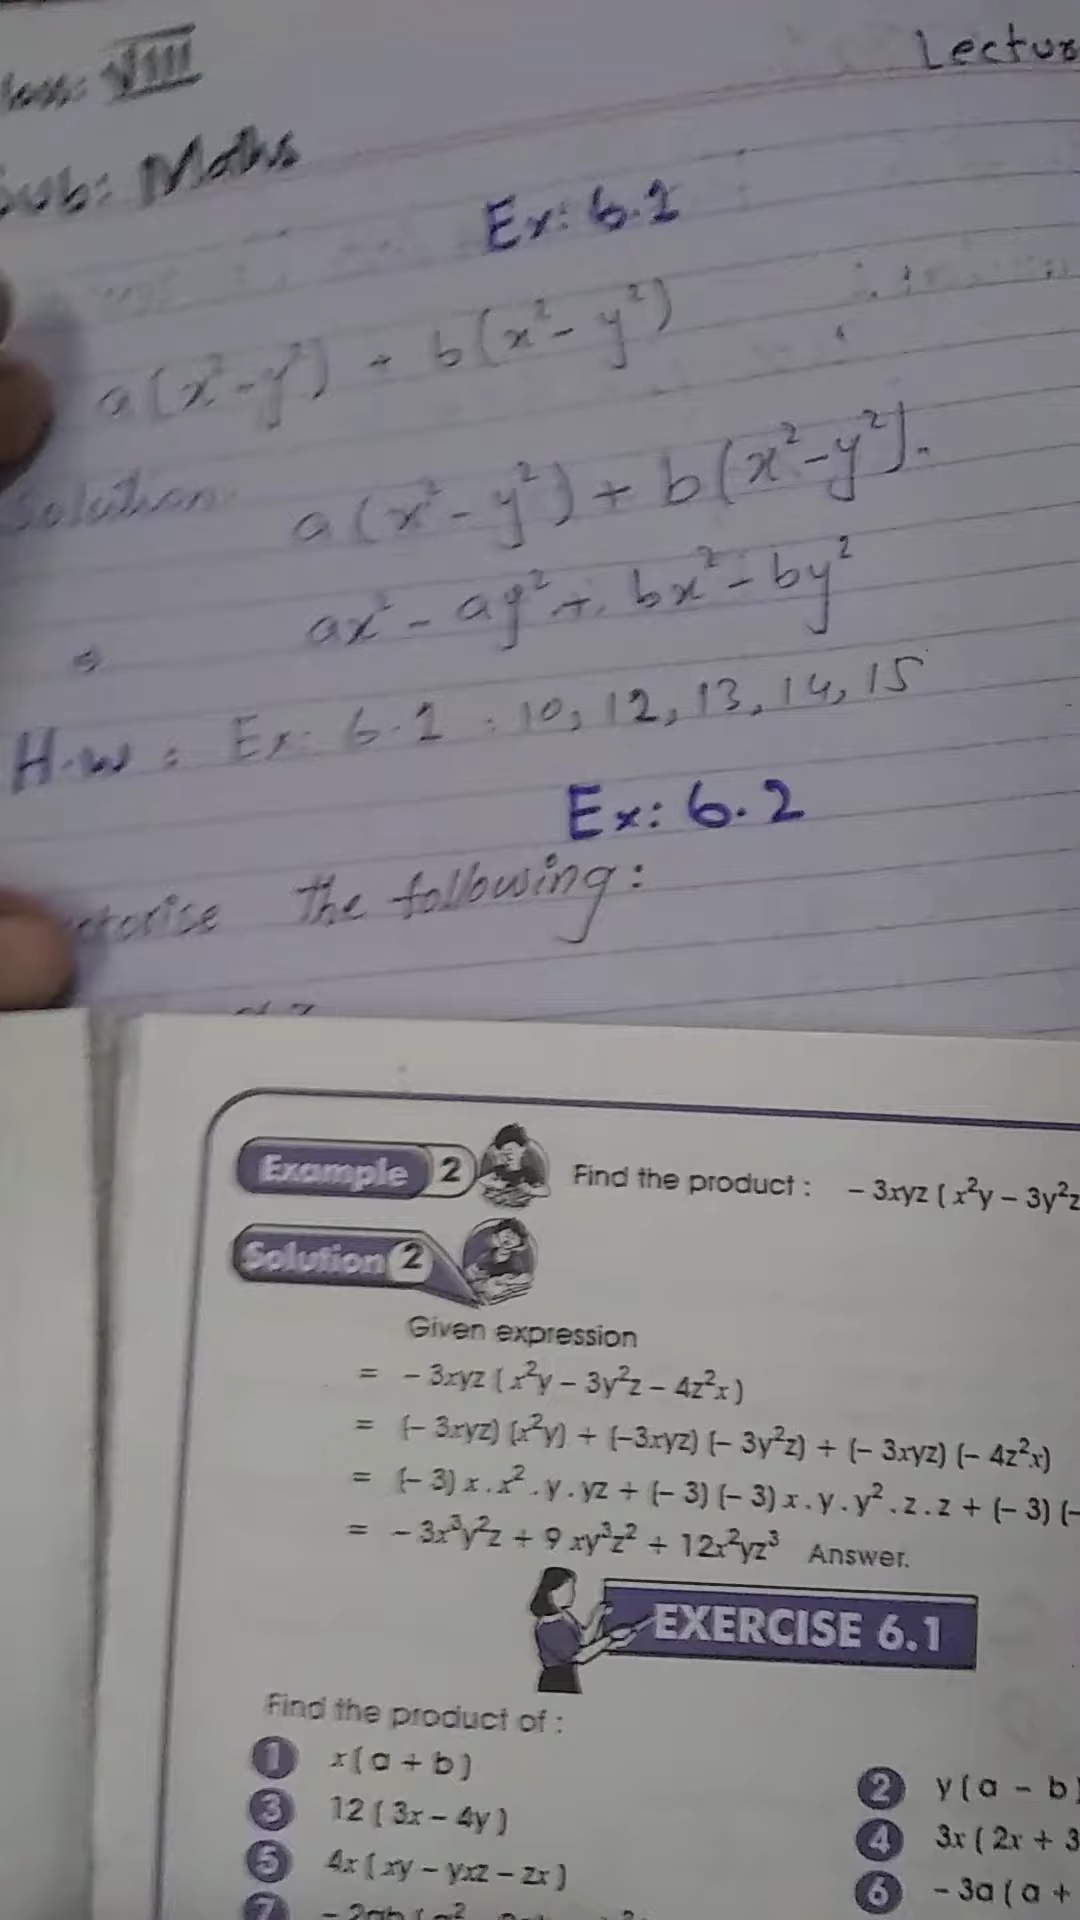 VIII
Lectur
Sub: Maths
Ex: 6.1
a(x² - y²) + b(x² - y²)
Solution:
a(x² - y²) + b(x² - y²).
⇒ ax² - ay² + bx² - by²
H.w : Ex: 6.1 : 10, 12, 13, 14, 15
Ex: 6.2
the following:
Example 2 Find the product : - 3xyz ( x²y - 3y²z
Solution 2
Given expression
= - 3xyz ( x²y - 3y²z - 4z²x )
= (- 3xyz) (x²y) + (-3xyz) (- 3y²z) + (- 3xyz) (- 4z²x)
= (- 3) x . x² . y . yz + (- 3) (- 3) x . y . y² . z . z + (- 3) (-
= - 3x³y²z + 9 xy³z² + 12x²yz³ Answer.
EXERCISE 6.1
Find the product of :
1 x ( a + b )
2 y ( a - b )
3 12 ( 3x - 4y )
4 3x ( 2x + 3
5 4x ( xy - yxz - zx )
6 - 3a ( a +
7